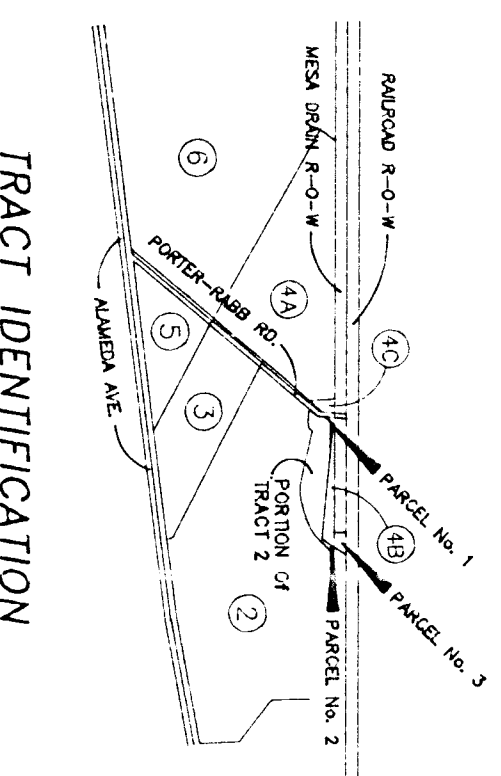 RAILROAD R-O-W
MESA DRAIN R-O-W
6
4A
4C
PORTER-RABB RD.
PARCEL No. 1
5
3
4B
PARCEL No. 3
PORTION Of
TRACT 2
ALAMEDA AVE.
2
PARCEL No. 2
TRACT IDENTIFICATION